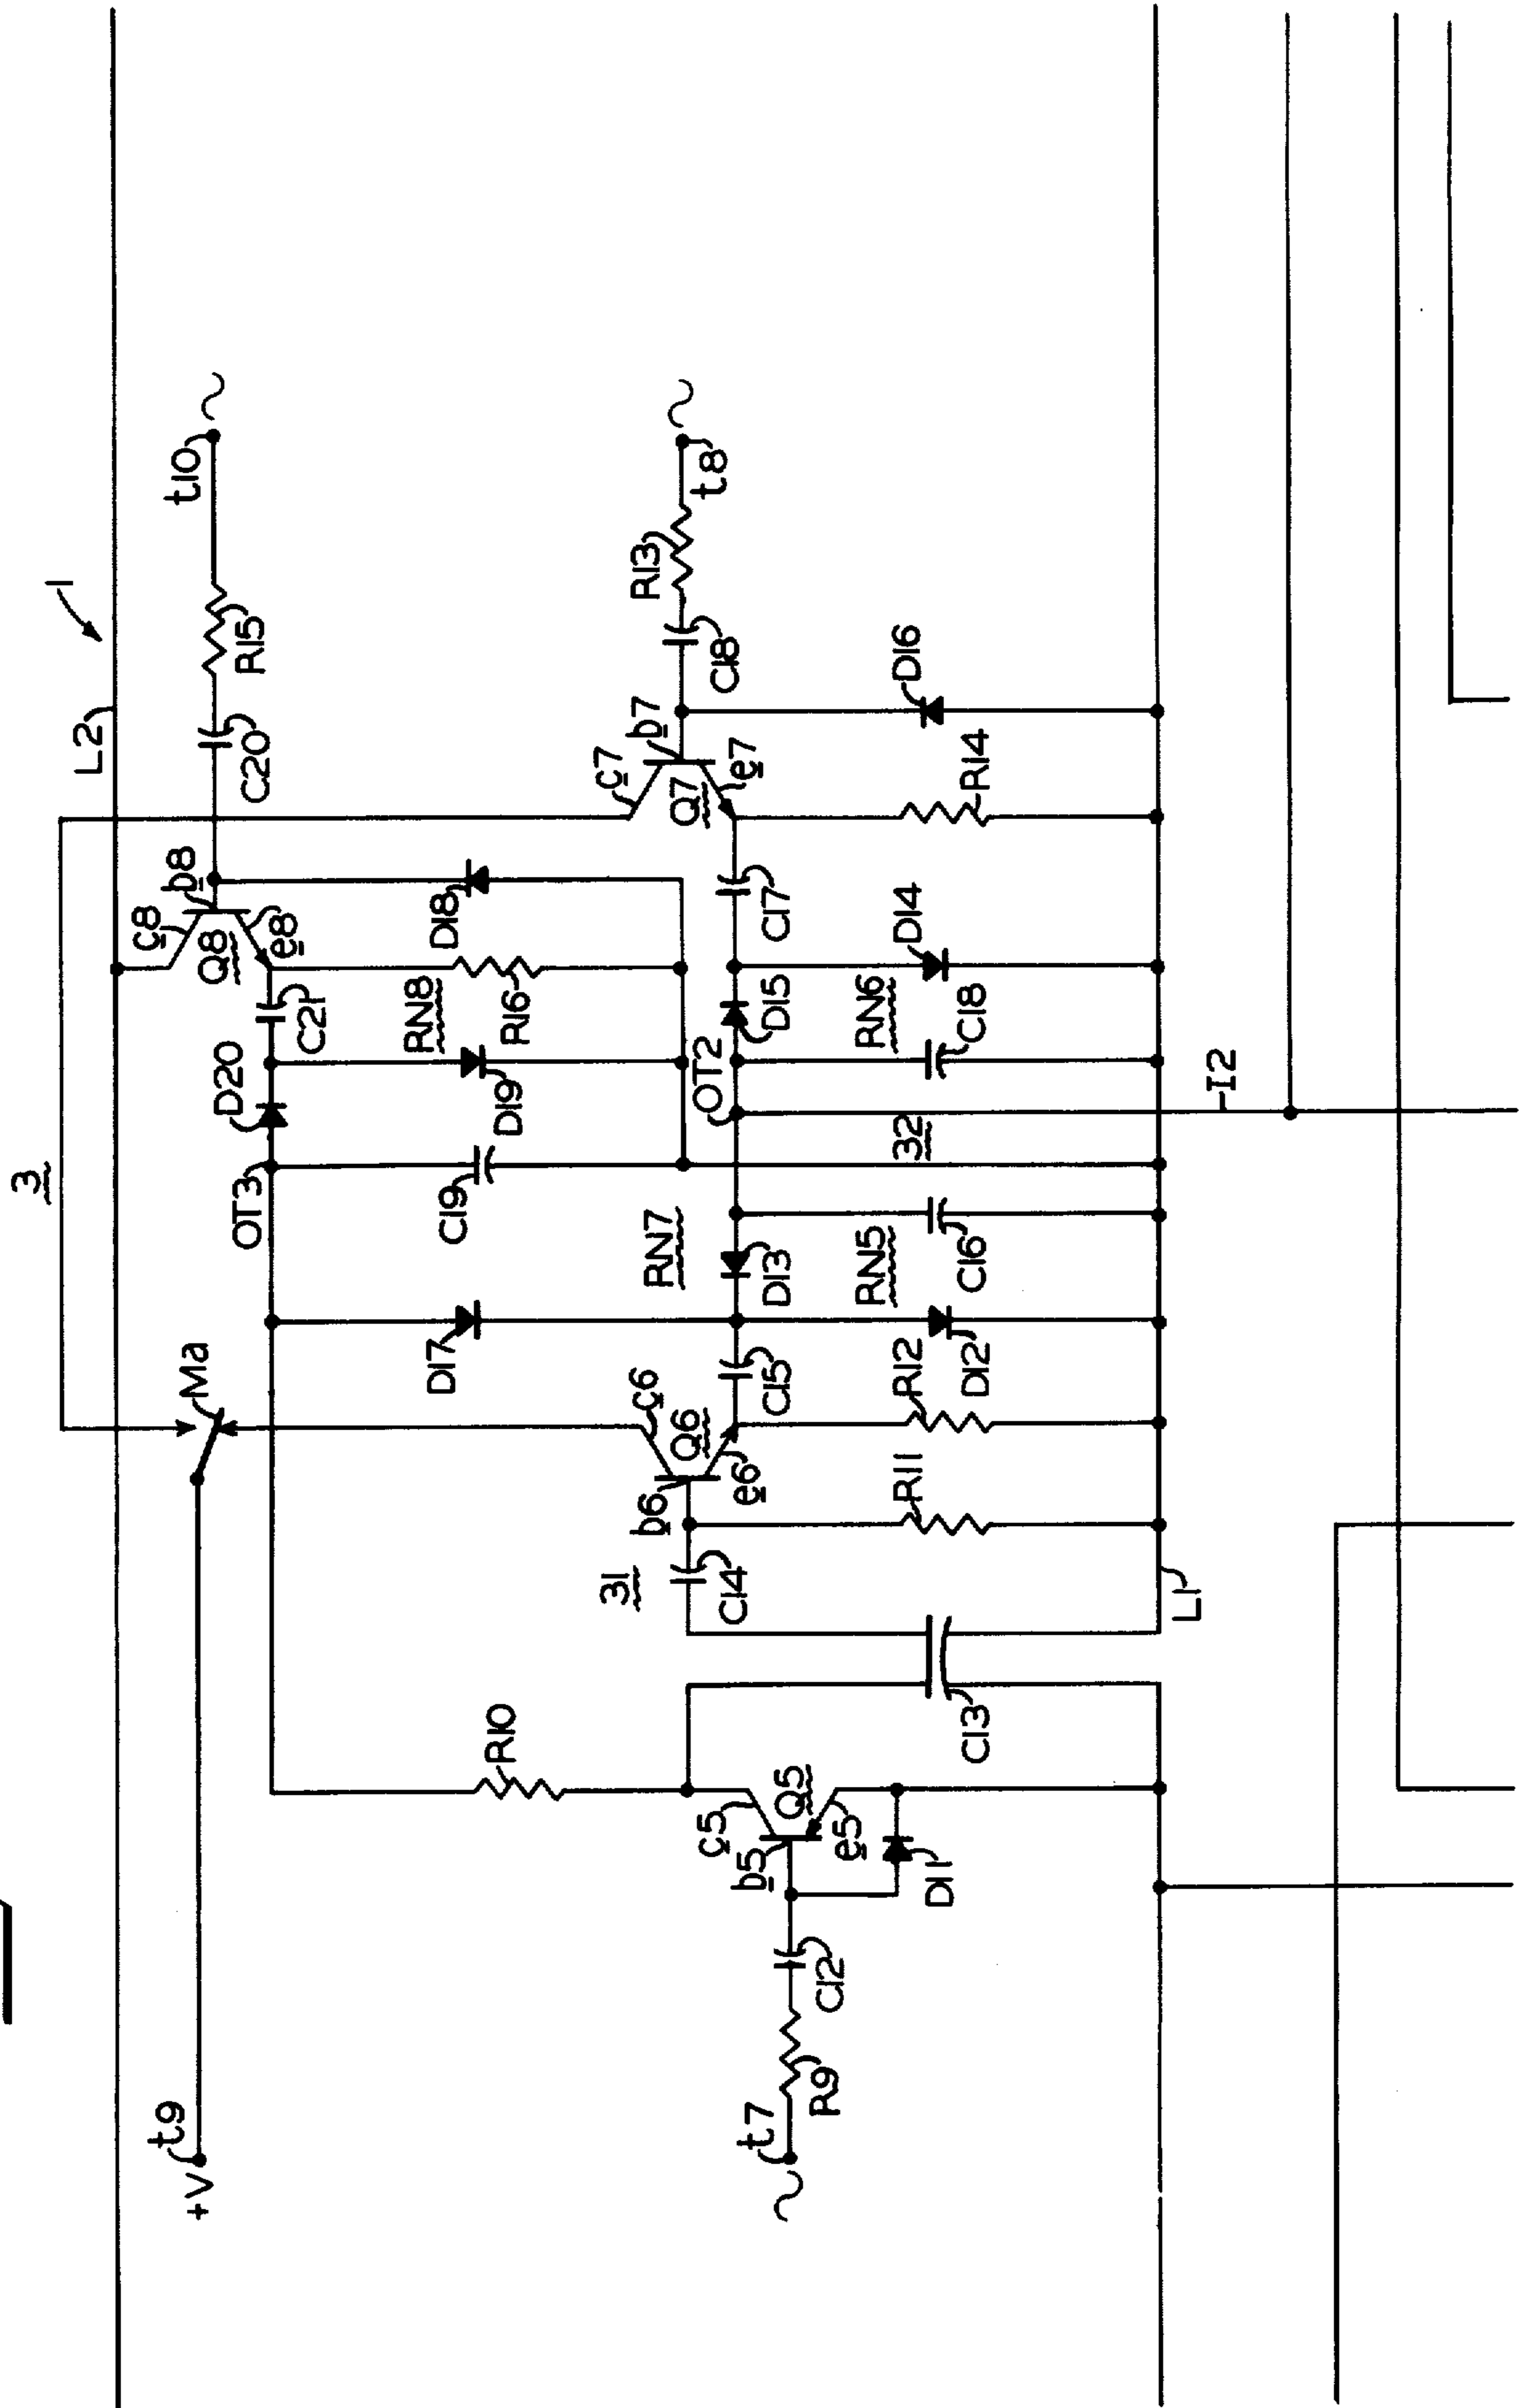 3
1
L2
t9
+V
Ma
OT3
D20
C21
c8
Q8
b8
e8
C20
R15
t10
R10
D17
C19
D19
RN8
R16
D18
31
C14
b6
c6
Q6
e6
C15
RN7
D13
OT2
D15
C17
c7
Q7
b7
e7
C18
R13
t8
t7
R9
C12
b5
c5
Q5
e5
D11
C13
R11
R12
D12
RN5
C16
32
RN6
C18
D14
R14
D16
L1
I2